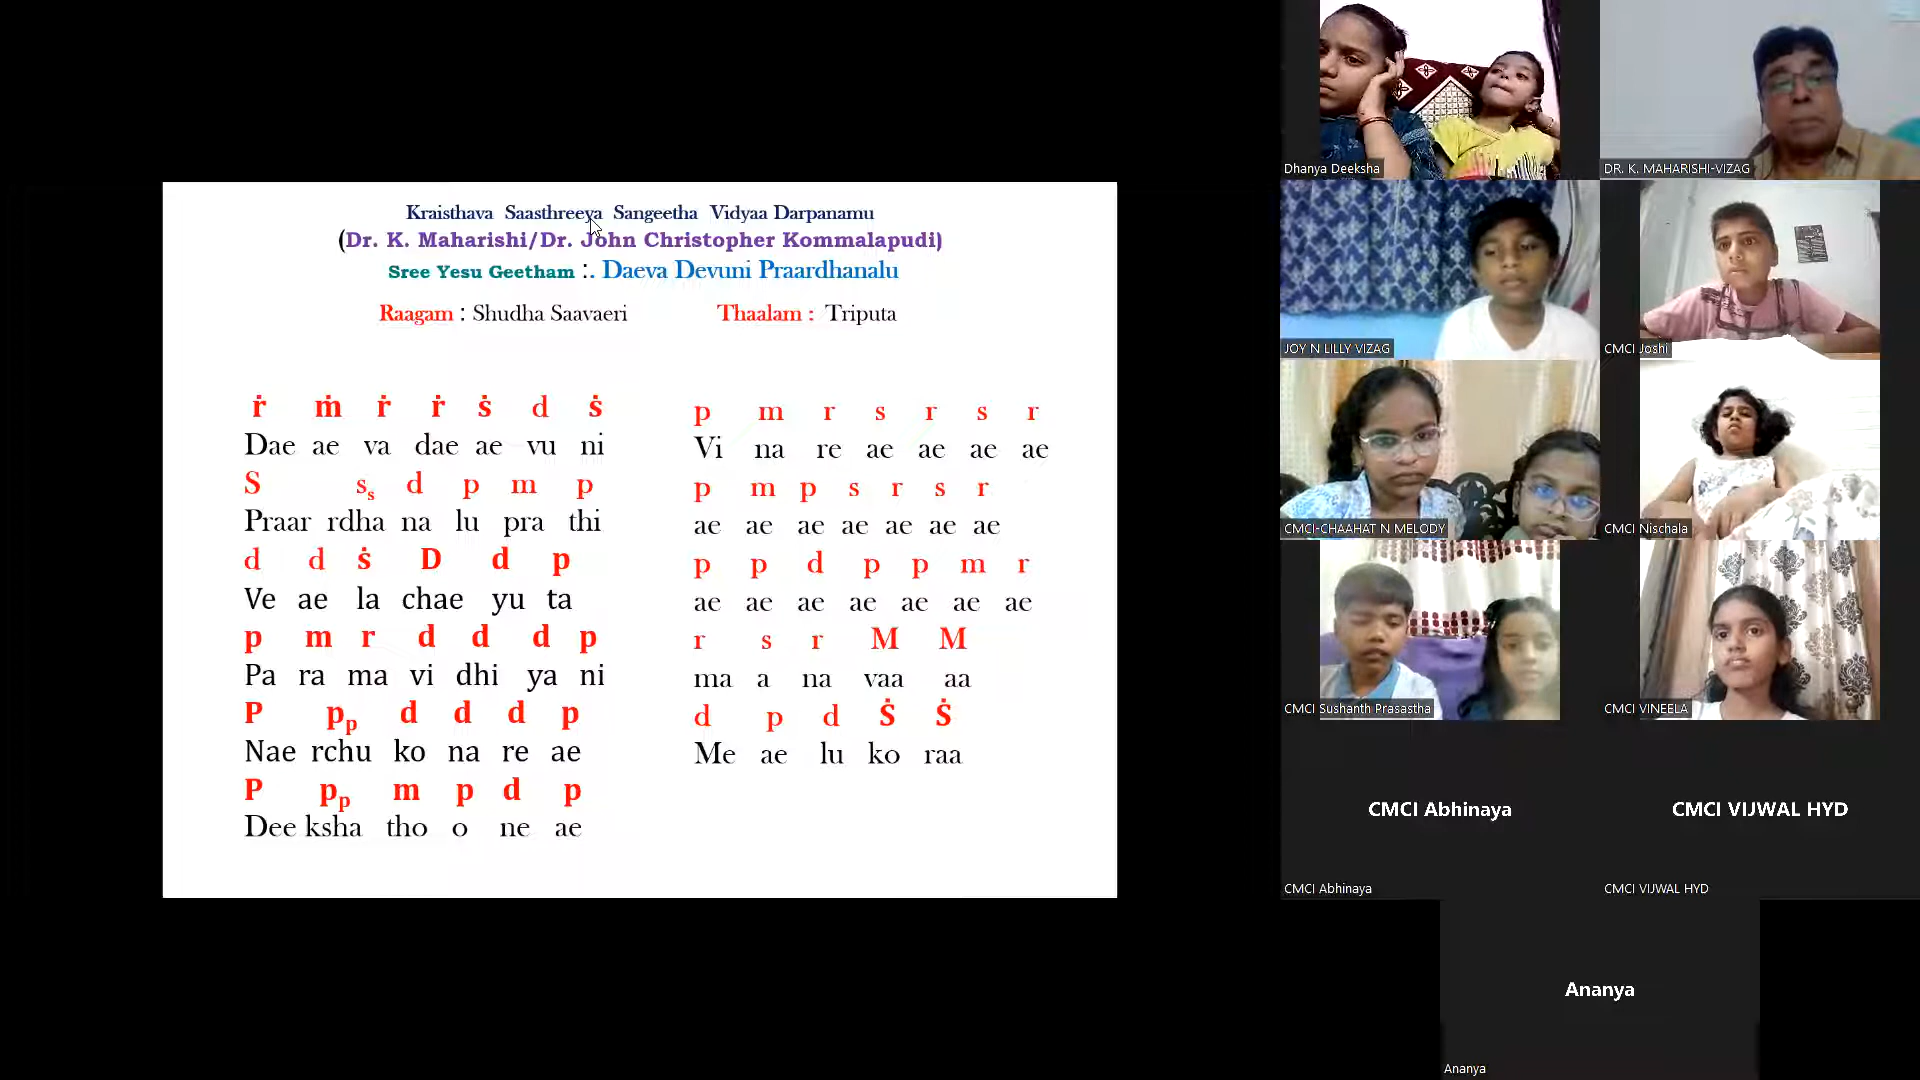 Kraisthava Saasthreeya Sangeetha Vidyaa Darpanamu
(Dr. K. Maharishi/Dr. John Christopher Kommalapudi)
Sree Yesu Geetham :. Daeva Devuni Praardhanalu
Raagam : Shudha Saavaeri Thaalam : Triputa
ṙ ṁ ṙ ṙ ṡ d ṡ
Dae ae va dae ae vu ni
S s s d p m p
Praar rdha na lu pra thi
d d ṡ D d p
Ve ae la chae yu ta
p m r d d d p
Pa ra ma vi dhi ya ni
P p p d d d p
Nae rchu ko na re ae
P p p m p d p
Dee ksha tho o ne ae
p m r s r s r
Vi na re ae ae ae ae
p m p s r s r
ae ae ae ae ae ae ae
p p d p p m r
ae ae ae ae ae ae ae
r s r M M
ma a na vaa aa
d p d Ṡ Ṡ
Me ae lu ko raa
Dhanya Deeksha
DR. K. MAHARISHI-VIZAG
JOY N LILLY VIZAG
CMCI Joshi
CMCI-CHAAHAT N MELODY
CMCI Nischala
CMCI Sushanth Prasastha
CMCI VINEELA
CMCI Abhinaya
CMCI VIJWAL HYD
CMCI Abhinaya
CMCI VIJWAL HYD
Ananya
Ananya